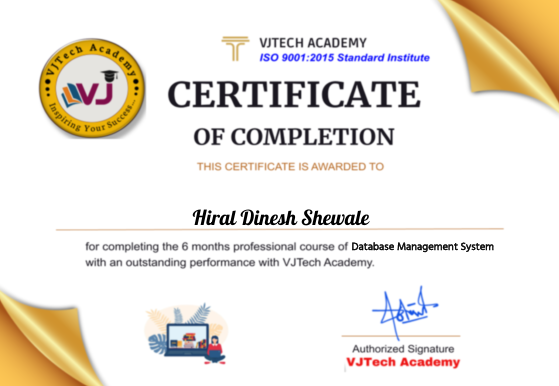 VJTech Academy
VJ
Inspiring Your Success...
VJTECH ACADEMY
ISO 9001:2015 Standard Institute
CERTIFICATE
OF COMPLETION
THIS CERTIFICATE IS AWARDED TO
Hiral Dinesh Shewale
for completing the 6 months professional course of Database Management System
with an outstanding performance with VJTech Academy.
Authorized Signature
VJTech Academy